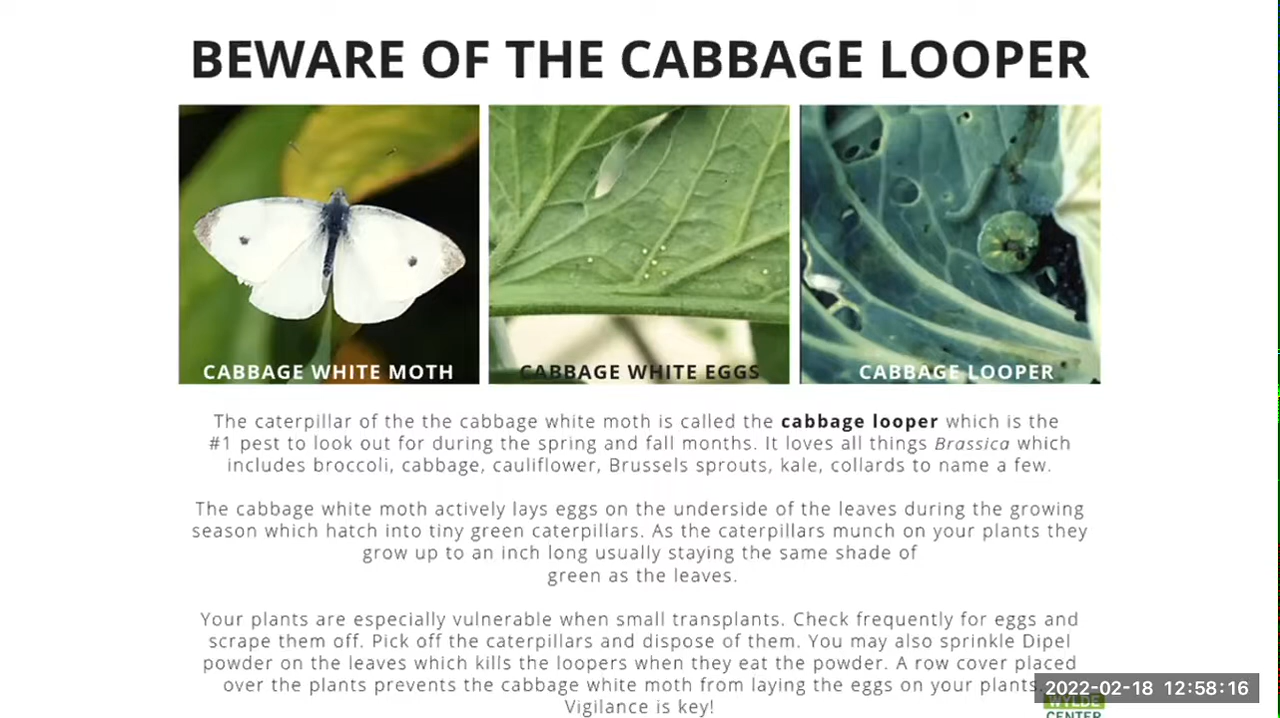 BEWARE OF THE CABBAGE LOOPER
CABBAGE WHITE MOTH
CABBAGE WHITE EGGS
CABBAGE LOOPER
The caterpillar of the the cabbage white moth is called the cabbage looper which is the
#1 pest to look out for during the spring and fall months. It loves all things Brassica which
includes broccoli, cabbage, cauliflower, Brussels sprouts, kale, collards to name a few.
The cabbage white moth actively lays eggs on the underside of the leaves during the growing
season which hatch into tiny green caterpillars. As the caterpillars munch on your plants they
grow up to an inch long usually staying the same shade of
green as the leaves.
Your plants are especially vulnerable when small transplants. Check frequently for eggs and
scrape them off. Pick off the caterpillars and dispose of them. You may also sprinkle Dipel
powder on the leaves which kills the loopers when they eat the powder. A row cover placed
over the plants prevents the cabbage white moth from laying the eggs on your plants.
Vigilance is key!
2022-02-18 12:58:16
WYLDE
CENTER